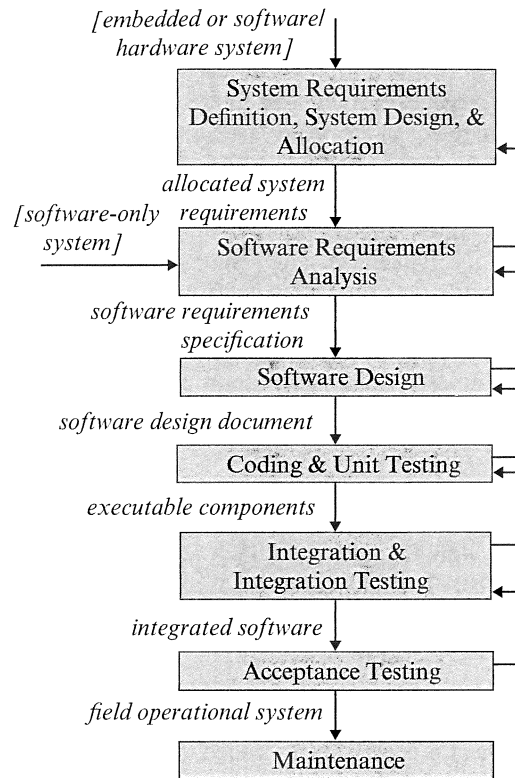 [embedded or software/
hardware system]
System Requirements
Definition, System Design, &
Allocation
allocated system
requirements
[software-only
system]
Software Requirements
Analysis
software requirements
specification
Software Design
software design document
Coding & Unit Testing
executable components
Integration &
Integration Testing
integrated software
Acceptance Testing
field operational system
Maintenance